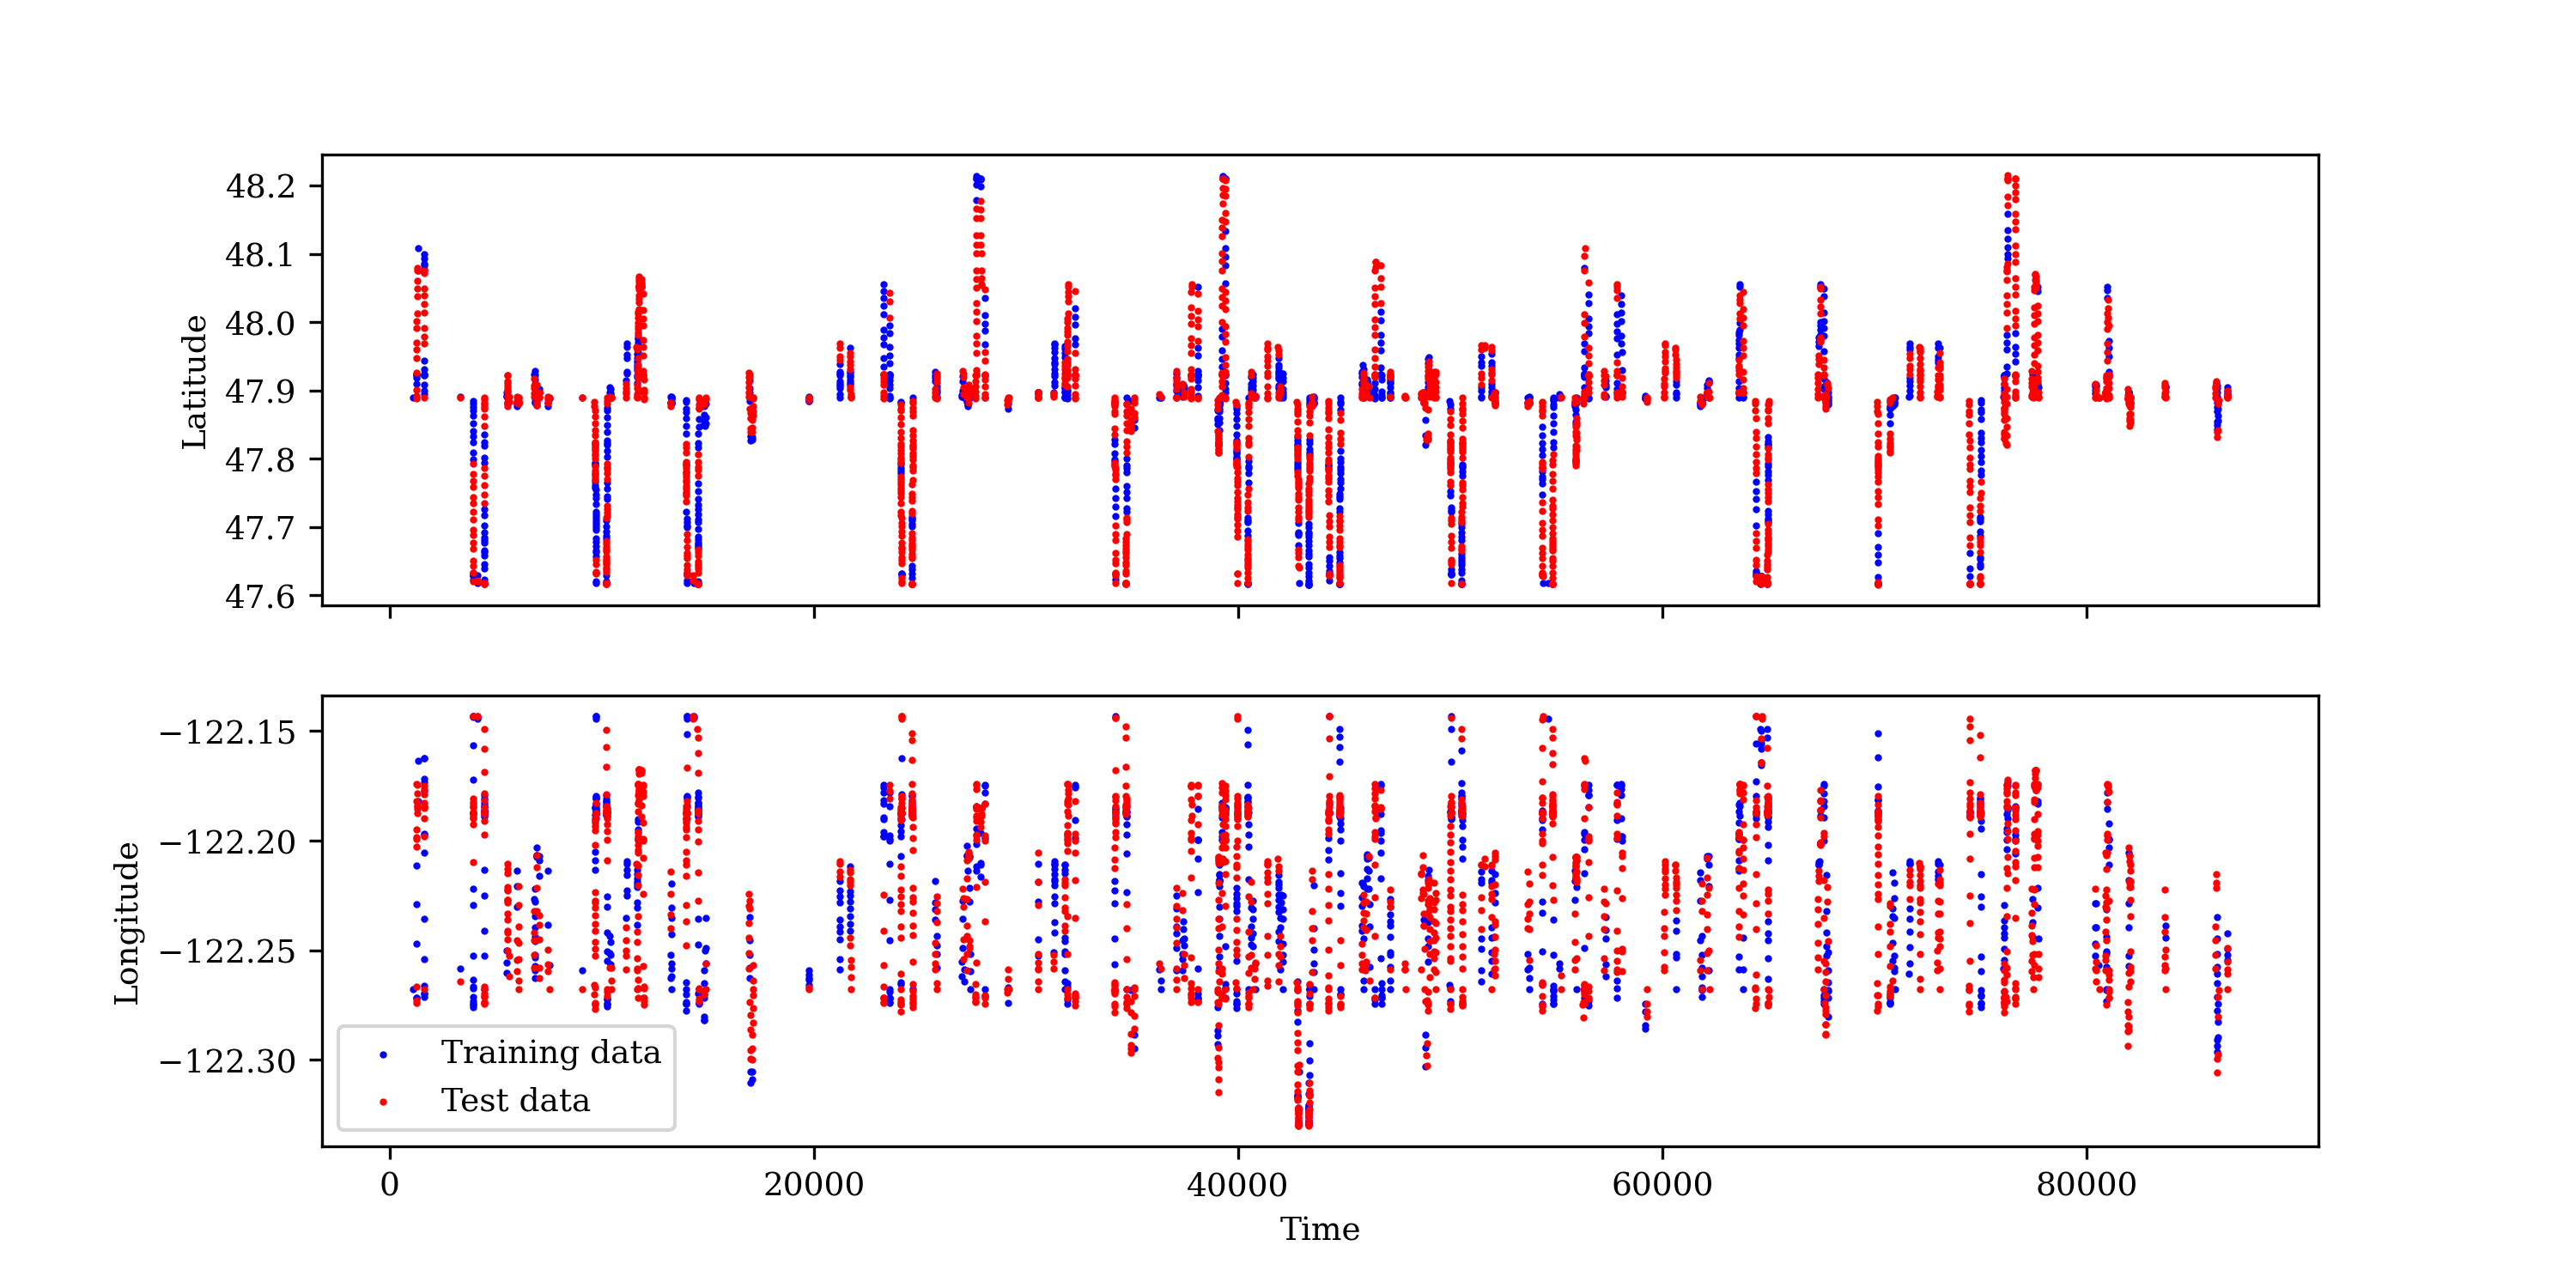 48.2
48.1
48.0
47.9
47.8
47.7
47.6
Latitude
−122.15
−122.20
−122.25
−122.30
Longitude
Training data
Test data
0 20000 40000 60000 80000
Time